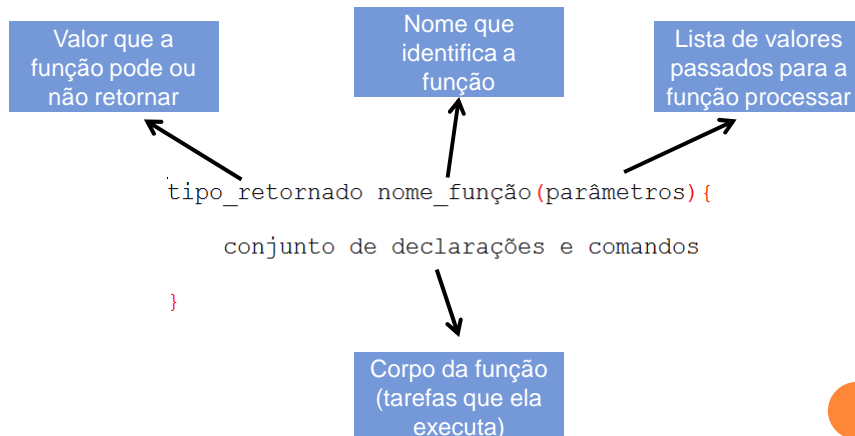 Valor que a
função pode ou
não retornar
Nome que
identifica a
função
Lista de valores
passados para a
função processar
tipo_retornado nome_função(parâmetros){
conjunto de declarações e comandos
}
Corpo da função
(tarefas que ela
executa)